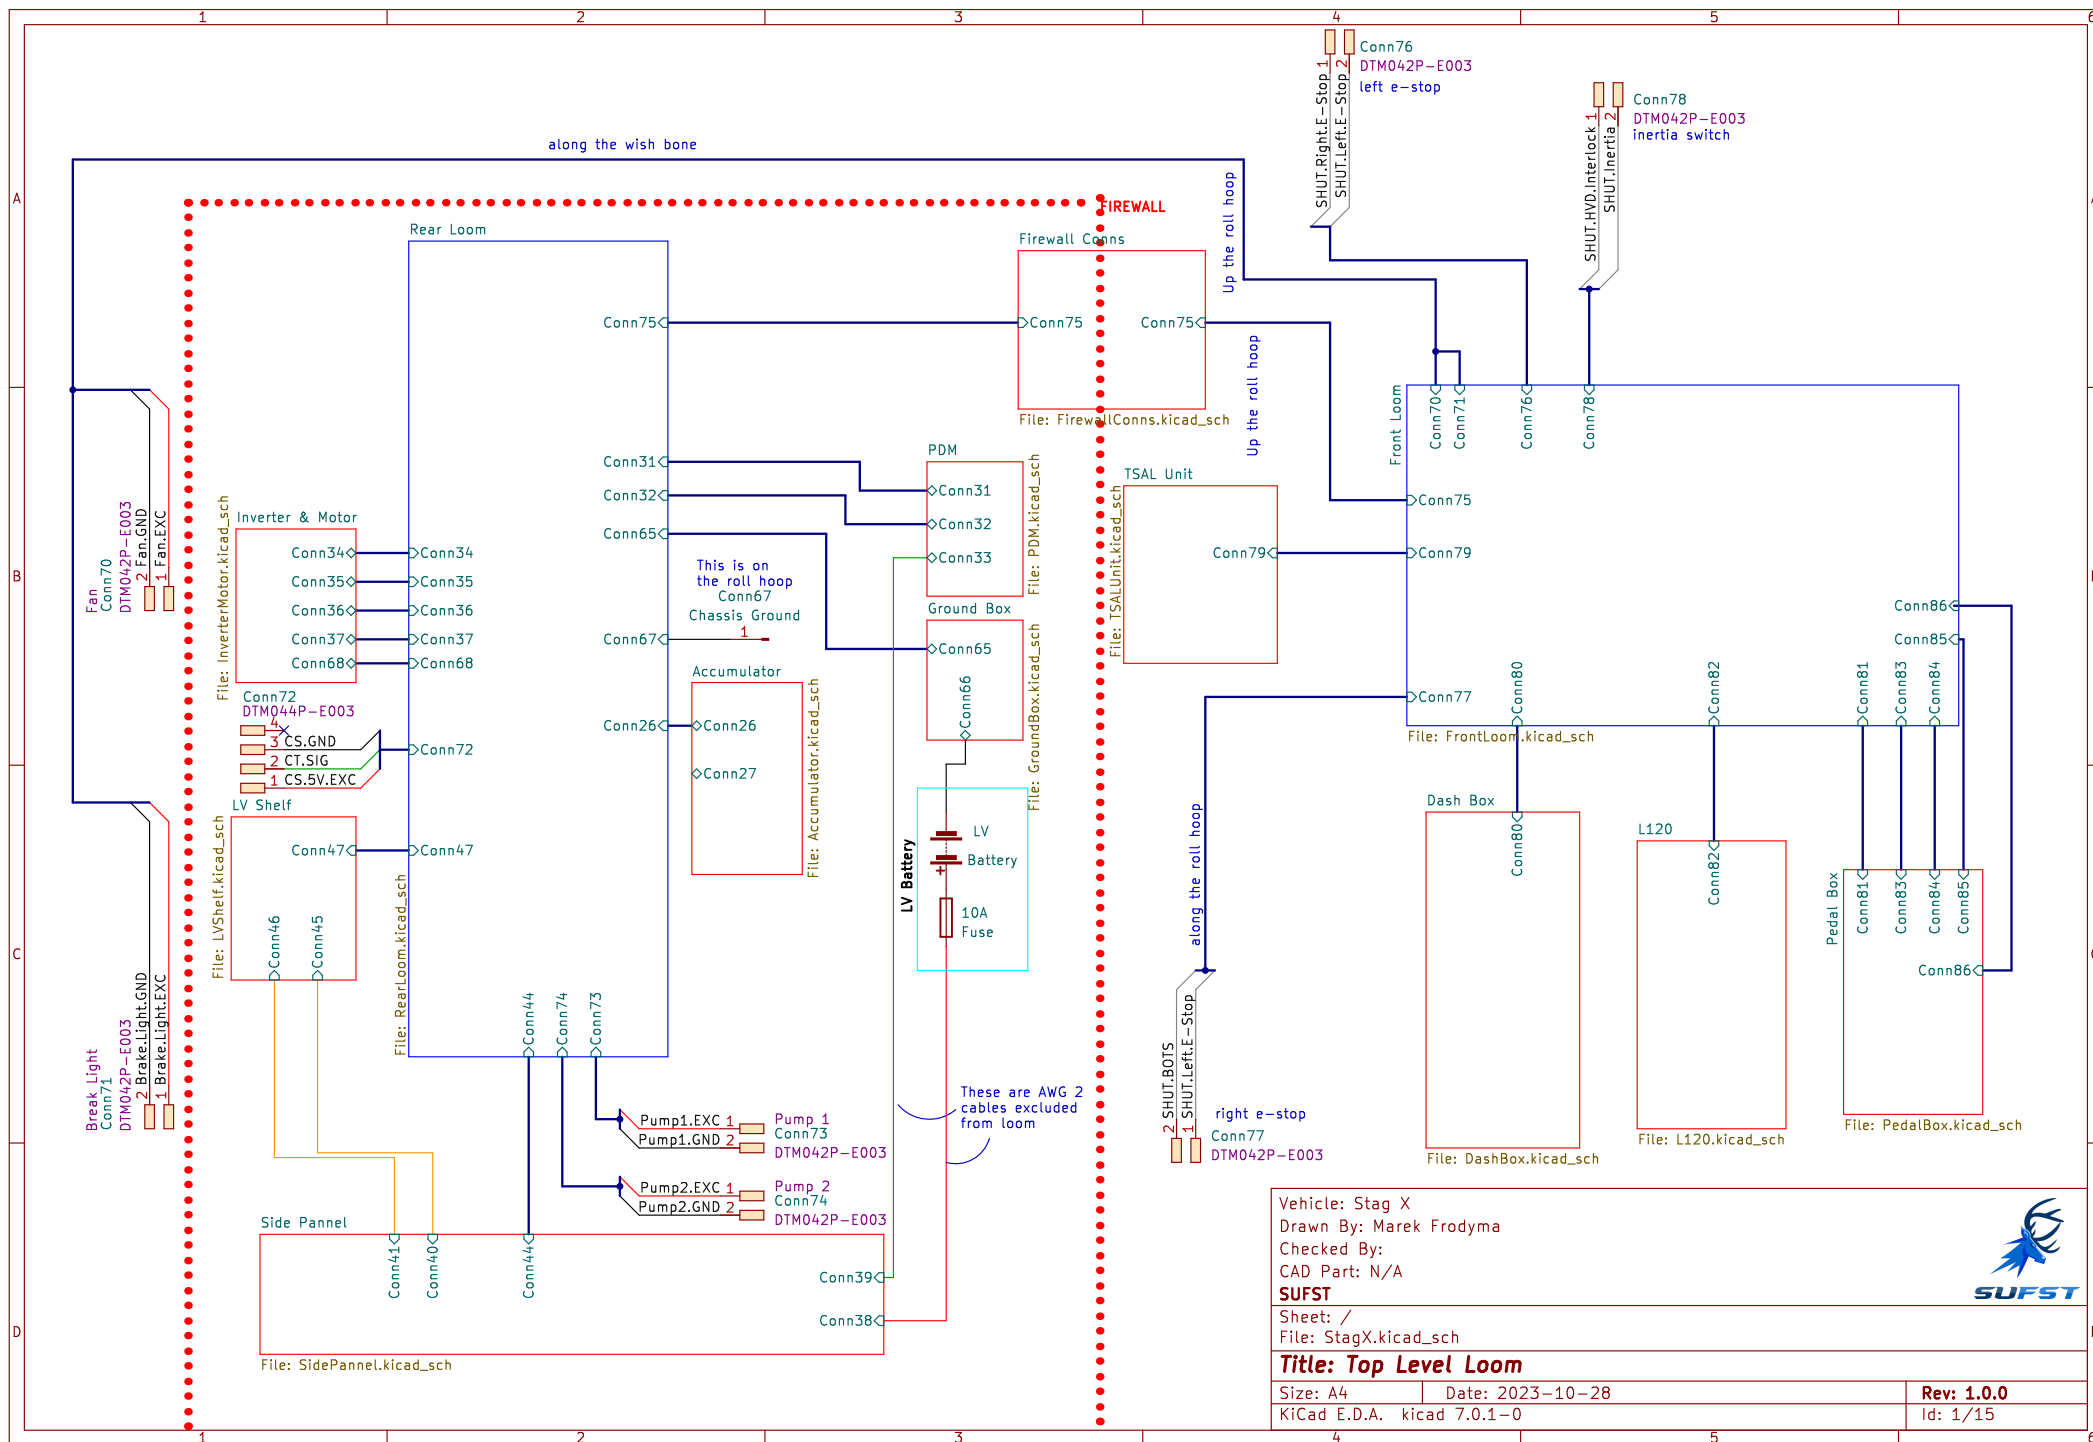 1
2
3
4
5
6
A
B
C
D
Conn76
DTM042P-E003
left e-stop
1
2
SHUT.Right.E-Stop
SHUT.Left.E-Stop
Conn78
DTM042P-E003
inertia switch
1
2
SHUT.HVD.Interlock
SHUT.Inertia
along the wish bone
Up the roll hoop
FIREWALL
Rear Loom
Firewall Conns
Conn75
Conn75
Conn75
File: FirewallConns.kicad_sch
Up the roll hoop
Front Loom
Conn70
Conn71
Conn76
Conn78
Conn31
Conn32
Conn65
PDM
Conn31
Conn32
Conn33
File: PDM.kicad_sch
TSAL Unit
Conn79
File: TSALUnit.kicad_sch
Conn75
Conn79
Conn77
Conn86
Conn85
Conn80
Conn82
Conn81
Conn83
Conn84
File: FrontLoom.kicad_sch
Fan
Conn70
DTM042P-E003
2
1
Fan.GND
Fan.EXC
Inverter & Motor
File: InverterMotor.kicad_sch
Conn34
Conn35
Conn36
Conn37
Conn68
Conn34
Conn35
Conn36
Conn37
Conn68
This is on
the roll hoop
Conn67
Chassis Ground
1
Conn67
Ground Box
Conn65
Conn66
File: GroundBox.kicad_sch
Accumulator
Conn26
Conn26
Conn27
File: Accumulator.kicad_sch
Conn72
DTM044P-E003
4
3 CS.GND
2 CT.SIG
1 CS.5V.EXC
Conn72
LV Shelf
Conn47
Conn47
Conn46
Conn45
File: LVShelf.kicad_sch
File: RearLoom.kicad_sch
LV Battery
LV
Battery
+
10A
Fuse
Break Light
Conn71
DTM042P-E003
2
1
Brake.Light.GND
Brake.Light.EXC
Conn44
Conn74
Conn73
Pump1.EXC 1
Pump1.GND 2
Pump 1
Conn73
DTM042P-E003
Pump2.EXC 1
Pump2.GND 2
Pump 2
Conn74
DTM042P-E003
These are AWG 2
cables excluded
from loom
Side Pannel
Conn41
Conn40
Conn44
Conn39
Conn38
File: SidePannel.kicad_sch
along the roll hoop
2
1
SHUT.BOTS
SHUT.Left.E-Stop
right e-stop
Conn77
DTM042P-E003
Dash Box
Conn80
File: DashBox.kicad_sch
L120
Conn82
File: L120.kicad_sch
Pedal Box
Conn81
Conn83
Conn84
Conn85
Conn86
File: PedalBox.kicad_sch
Vehicle: Stag X
Drawn By: Marek Frodyma
Checked By:
CAD Part: N/A
SUFST
SUFST
Sheet: /
File: StagX.kicad_sch
Title: Top Level Loom
Size: A4
Date: 2023-10-28
Rev: 1.0.0
KiCad E.D.A. kicad 7.0.1-0
Id: 1/15
1
2
3
4
5
6